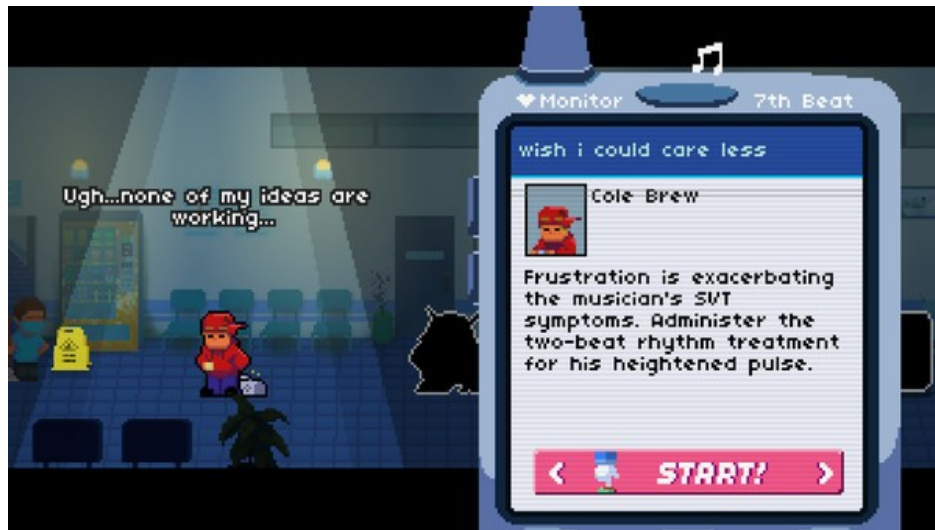 Monitor
7th Beat
wish i could care less
Ugh...none of my ideas are
working...
Cole Brew
Frustration is exacerbating
the musician's SVT
symptoms. Administer the
two-beat rhythm treatment
for his heightened pulse.
< START! >